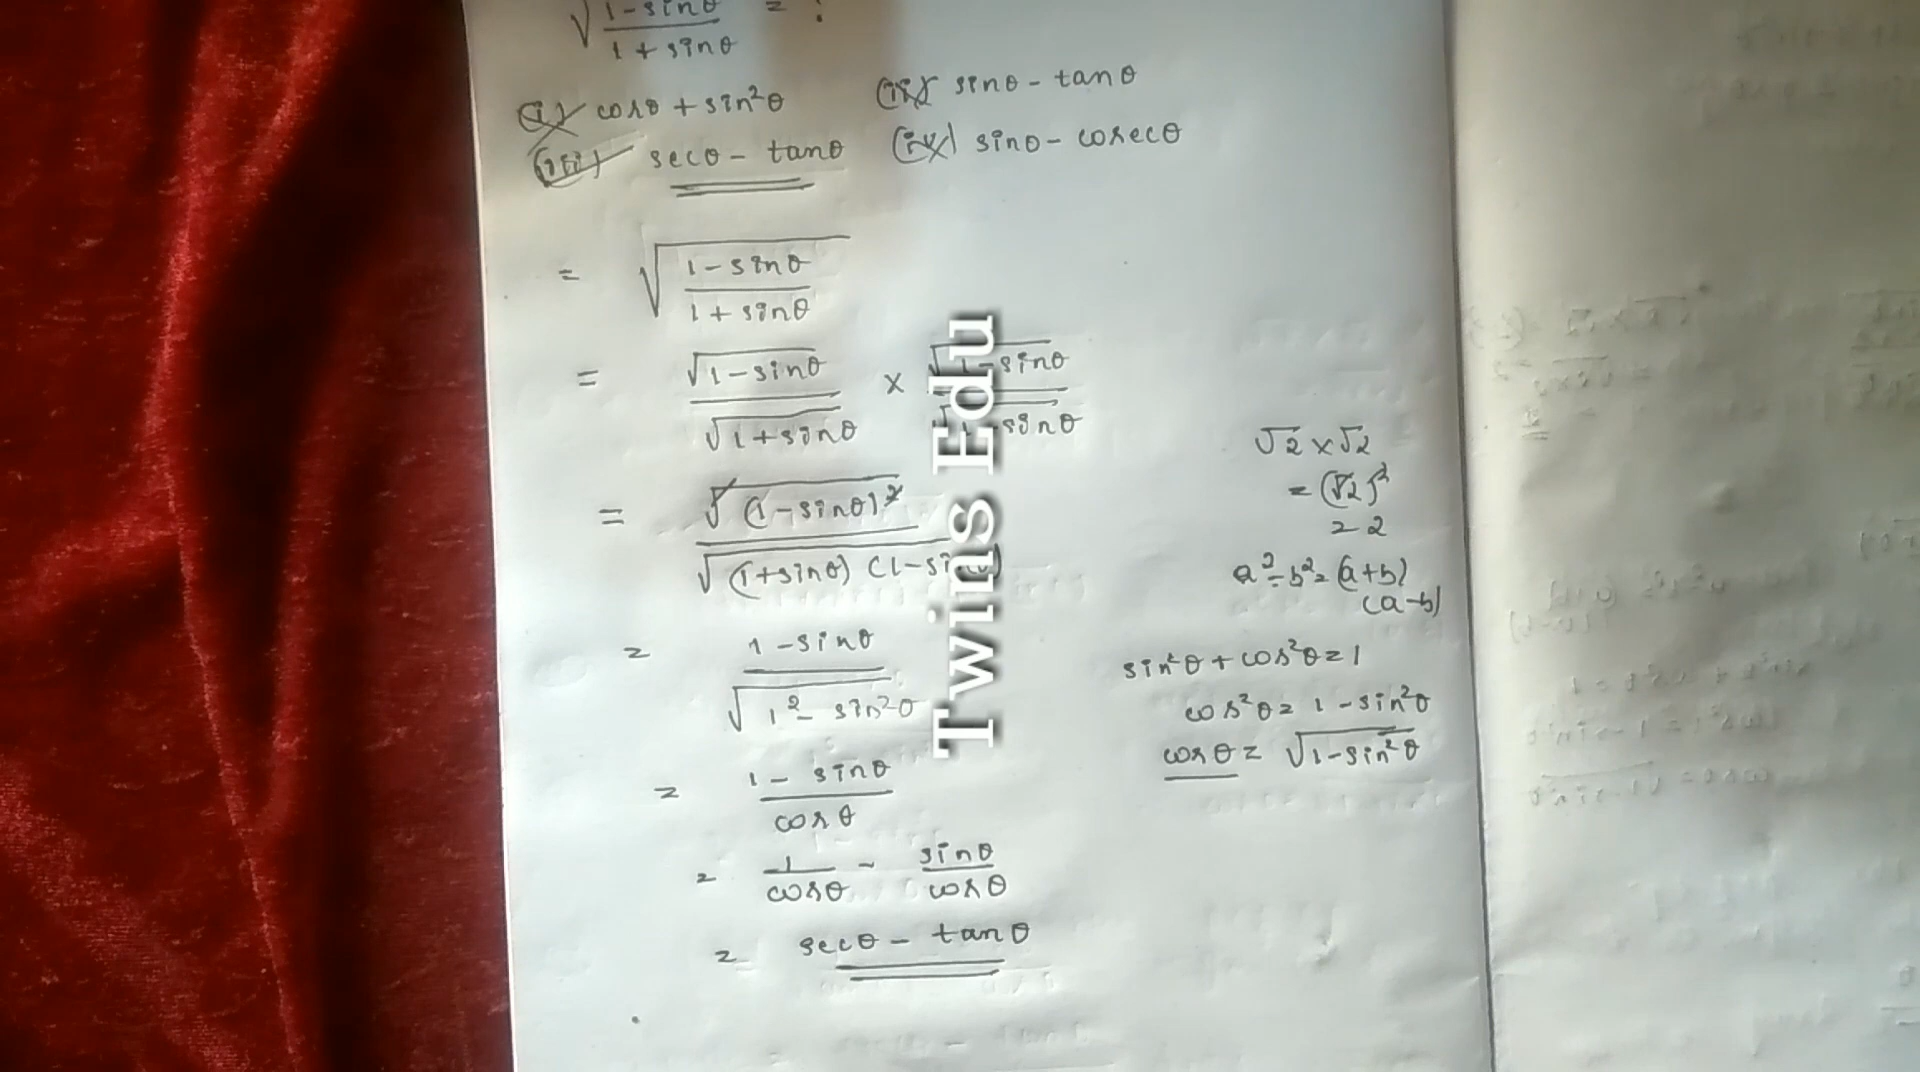 √(1-sinθ / 1+sinθ) = ?
(i) cosθ + sin²θ (ii) sinθ - tanθ
(iii) secθ - tanθ (iv) sinθ - cosecθ
= √(1-sinθ / 1+sinθ)
= √1-sinθ / √1+sinθ × √1-sinθ / √1-sinθ
= √(1-sinθ)² / √(1+sinθ) (1-sinθ)
= 1-sinθ / √1²-sin²θ
= 1-sinθ / cosθ
= 1/cosθ - sinθ/cosθ
= secθ - tanθ
√2 × √2
= (√2)²
= 2
a²-b² = (a+b)
(a-b)
sin²θ + cos²θ = 1
cos²θ = 1-sin²θ
cosθ = √1-sin²θ
Twins Edu